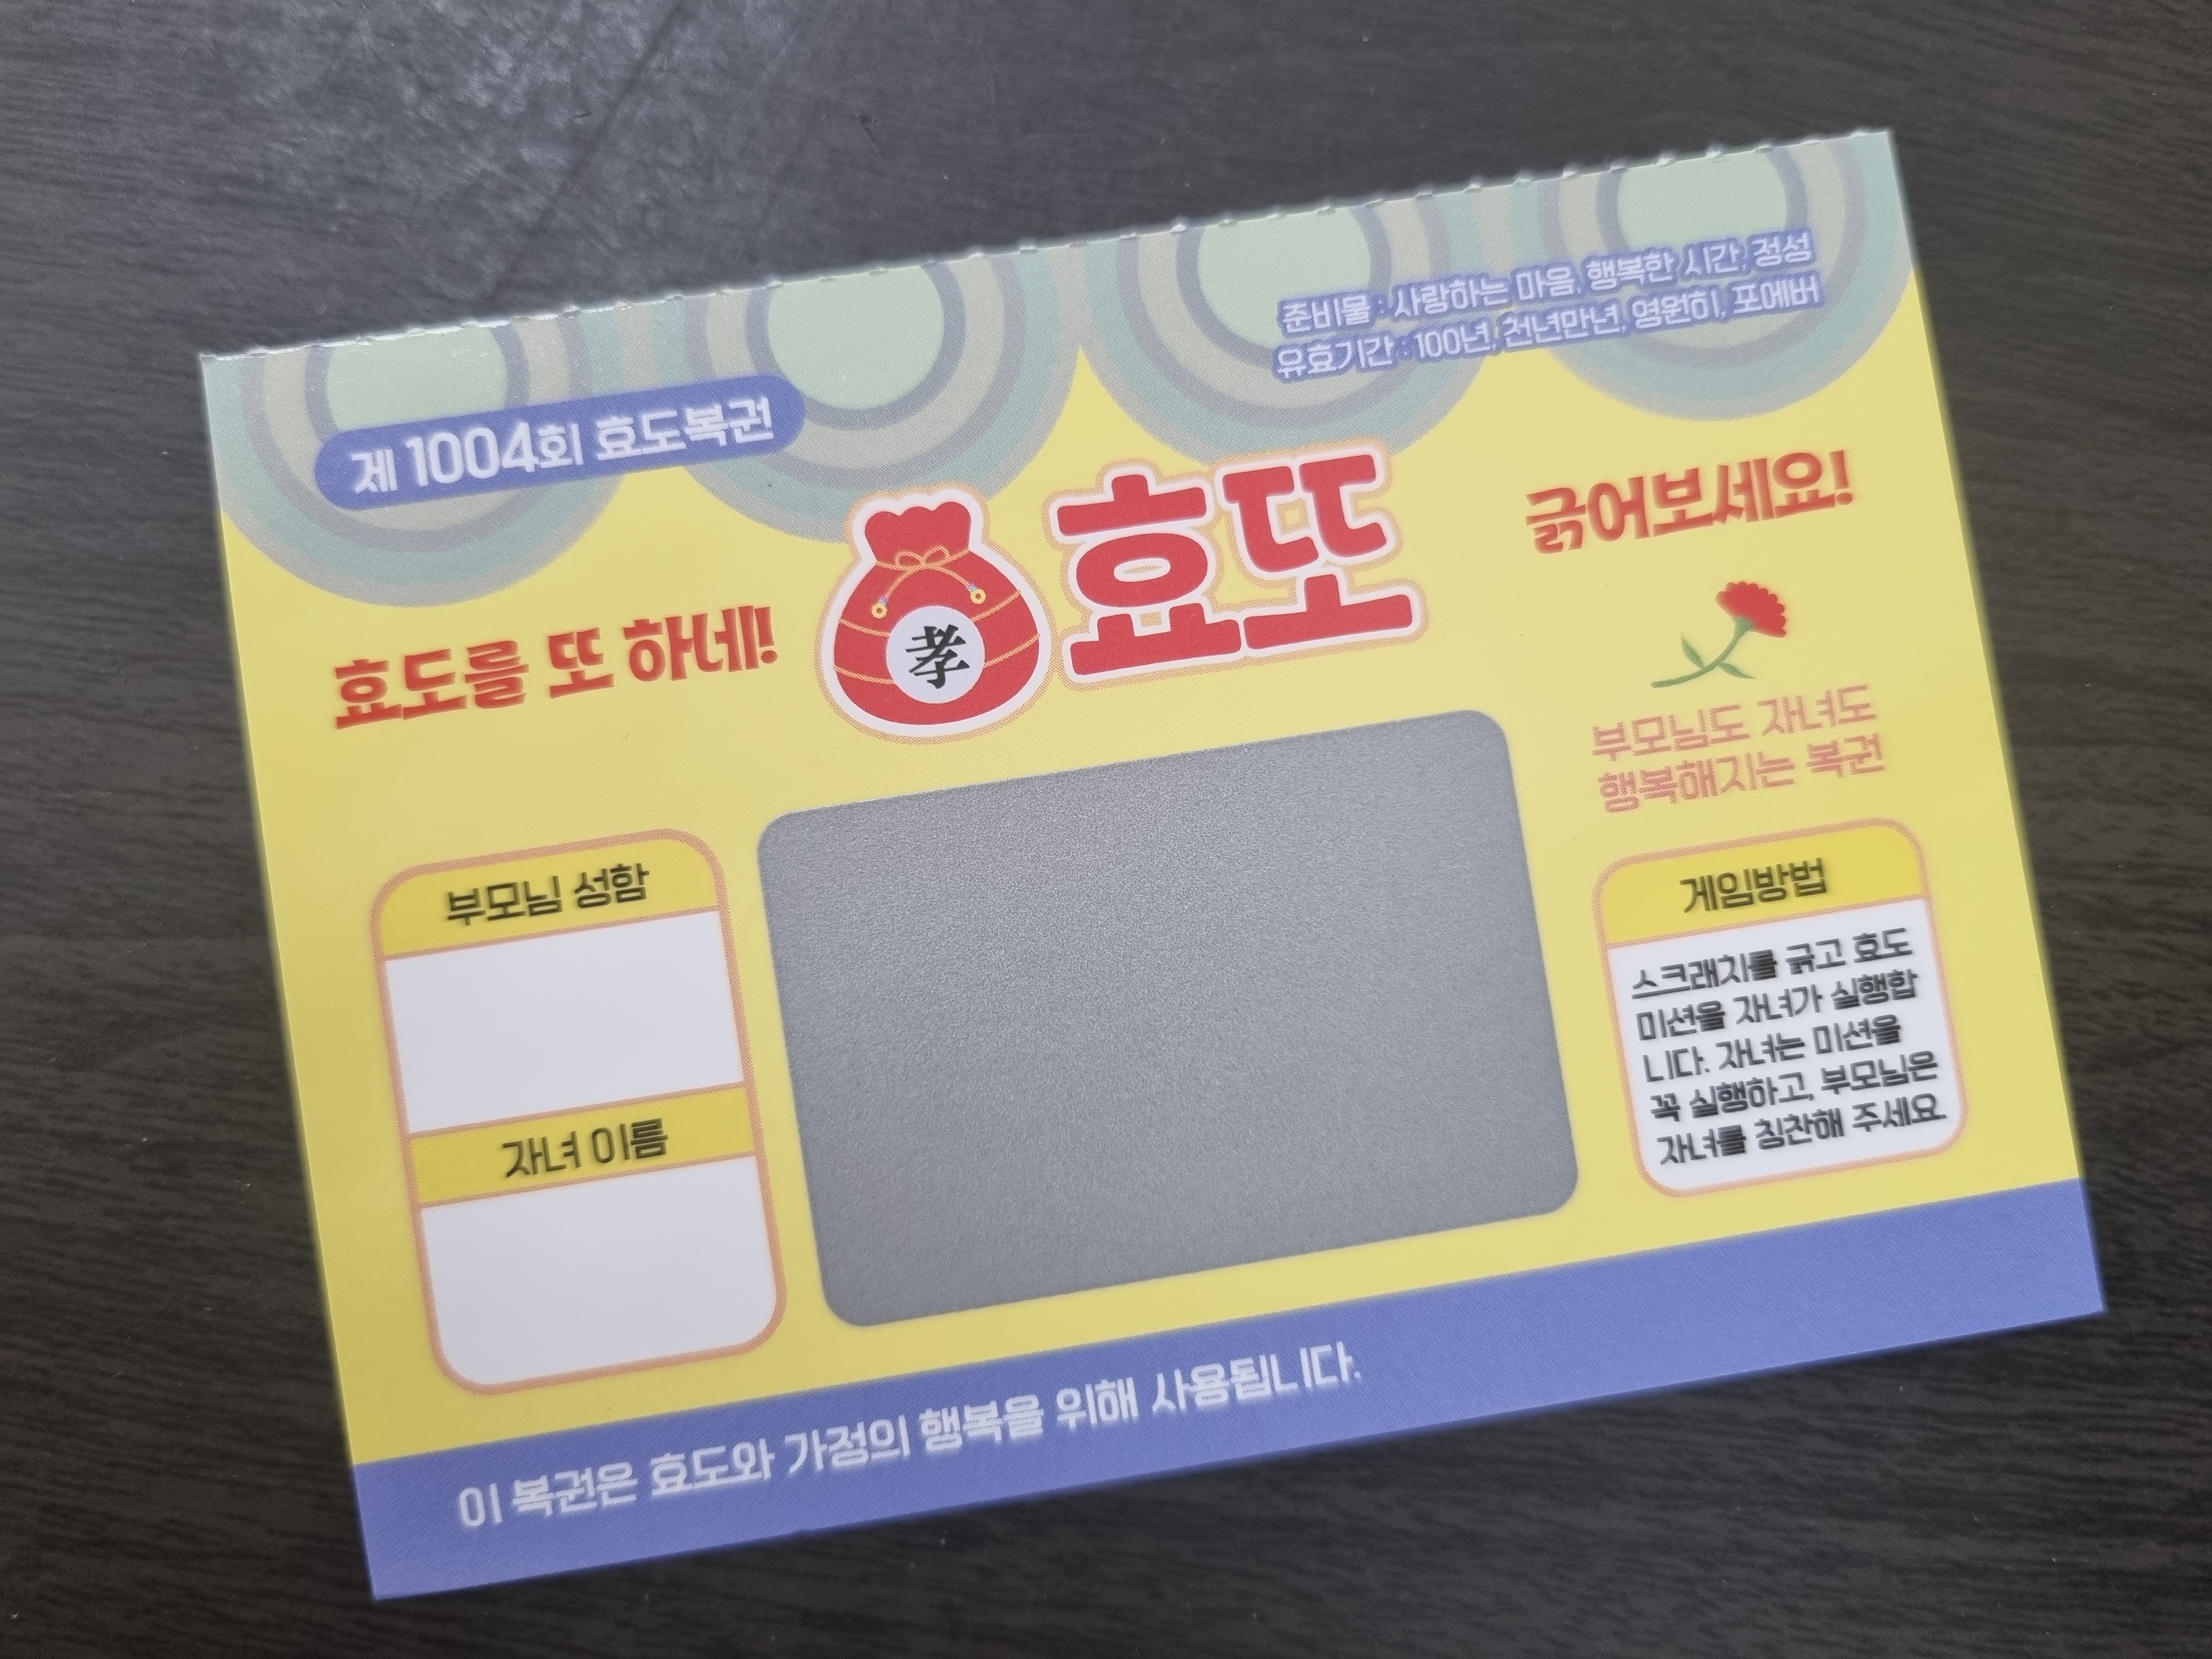 제1004회 효도복권
준비물 : 사랑하는 마음, 행복한 시간, 정성
유효기간 : 100년, 천년만년, 영원히, 포에버
효도를 또 하네!
孝
효또
긁어보세요!
부모님도 자녀도
행복해지는 복권
부모님 성함
자녀 이름
게임방법
스크래치를 긁고 효도
미션을 자녀가 실행합
니다. 자녀는 미션을
꼭 실행하고, 부모님은
자녀를 칭찬해 주세요
이 복권은 효도와 가정의 행복을 위해 사용됩니다.